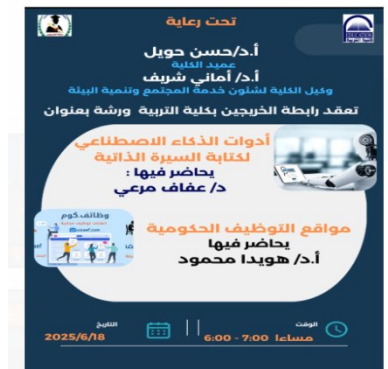 تحت رعاية
أ.د/حسن حويل
عميد الكلية
أ.د/ أماني شريف
وكيل الكلية لشئون خدمة المجتمع وتنمية البيئة
تعقد رابطة الخريجين بكلية التربية ورشة بعنوان
أدوات الذكاء الاصطناعي
لكتابة السيرة الذاتية
يحاضر فيها :
د/ عفاف مرعي
وظائف.كوم
مواقع التوظيف الحكومية
يحاضر فيها
أ.د/ هويدا محمود
الوقت
6:00 - 7:00 مساءا
التاريخ
2025/6/18